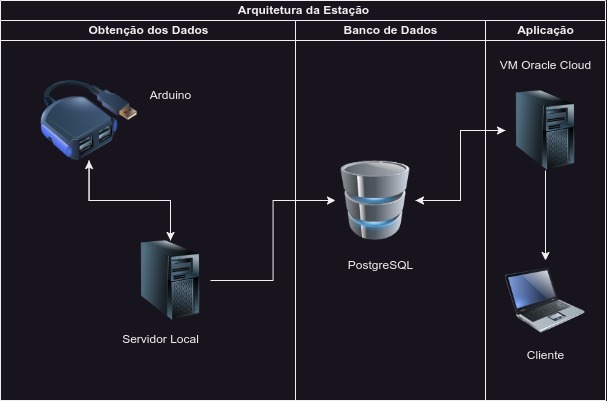 Arquitetura da Estação
Obtenção dos Dados
Banco de Dados
Aplicação
Arduino
VM Oracle Cloud
PostgreSQL
Servidor Local
Cliente